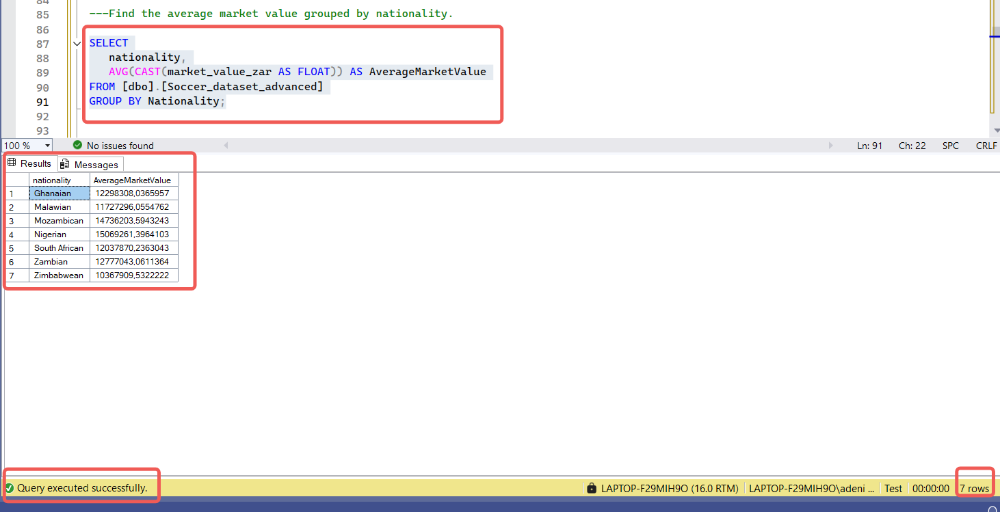 84
85 ---Find the average market value grouped by nationality.
86
87 SELECT
88 nationality,
89 AVG(CAST(market_value_zar AS FLOAT)) AS AverageMarketValue
90 FROM [dbo].[Soccer_dataset_advanced]
91 GROUP BY Nationality;
92
93
100 % No issues found Ln: 91 Ch: 22 SPC CRLF
Results Messages
nationality AverageMarketValue
1 Ghanaian 12298308,0365957
2 Malawian 11727296,0554762
3 Mozambican 14736203,5943243
4 Nigerian 15069261,3964103
5 South African 12037870,2363043
6 Zambian 12777043,0611364
7 Zimbabwean 10367909,5322222
Query executed successfully. LAPTOP-F29MIH9O (16.0 RTM) LAPTOP-F29MIH9O\adeni ... Test 00:00:00 7 rows